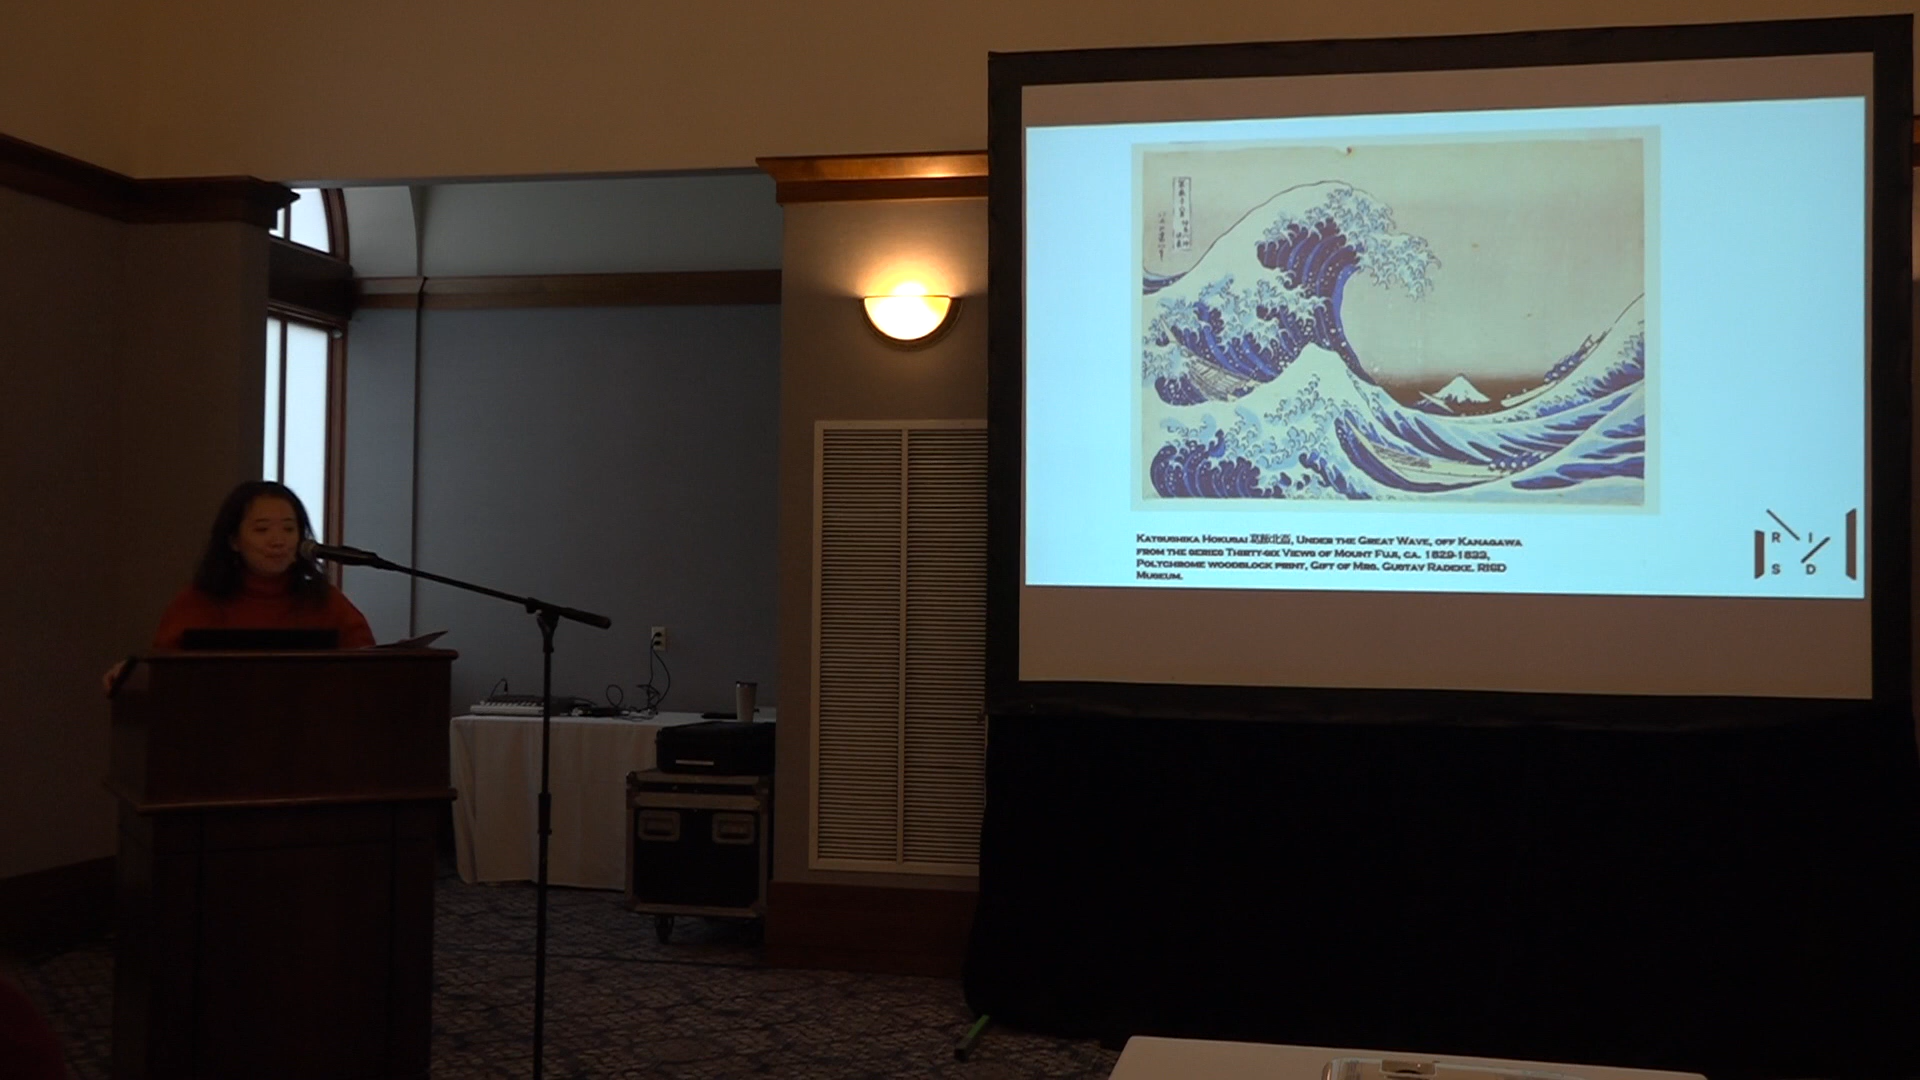 Katsushika Hokusai 葛飾北斎, Under the Great Wave, off Kanagawa
from the series Thirty-six Views of Mount Fuji, ca. 1829-1833,
Polychrome woodblock print, Gift of Mrs. Gustav Radeke. RISD
Museum.
R I
S D